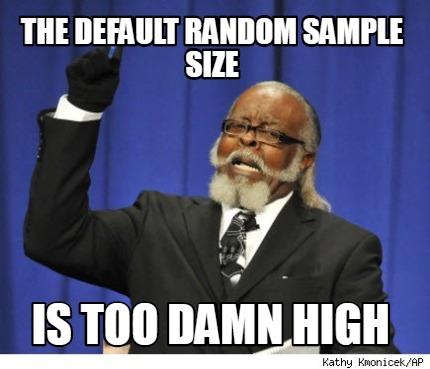 THE DEFAULT RANDOM SAMPLE
SIZE
IS TOO DAMN HIGH
Kathy Kmonicek/AP